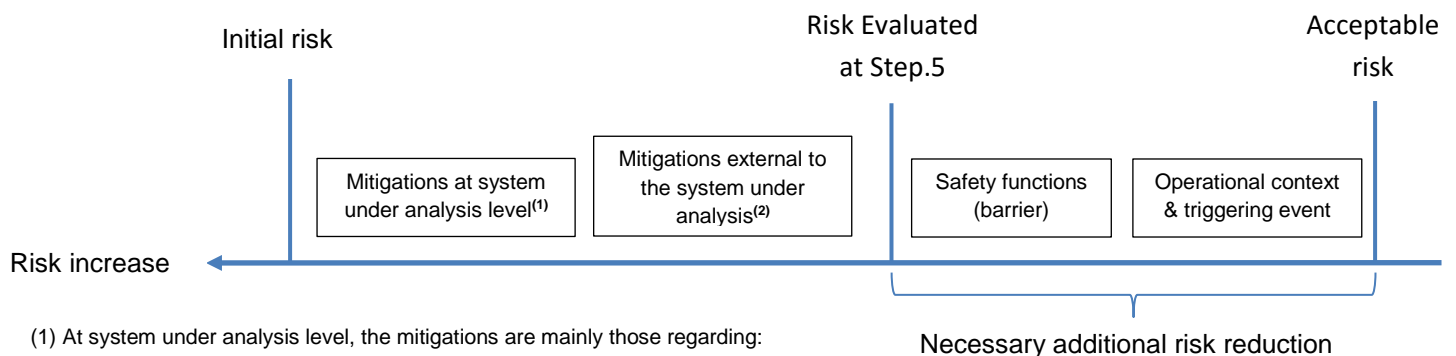 Initial risk
Risk Evaluated
at Step.5
Acceptable
risk
Mitigations at system
under analysis level(1)
Mitigations external to
the system under
analysis(2)
Safety functions
(barrier)
Operational context
& triggering event
Risk increase
(1) At system under analysis level, the mitigations are mainly those regarding:
Necessary additional risk reduction